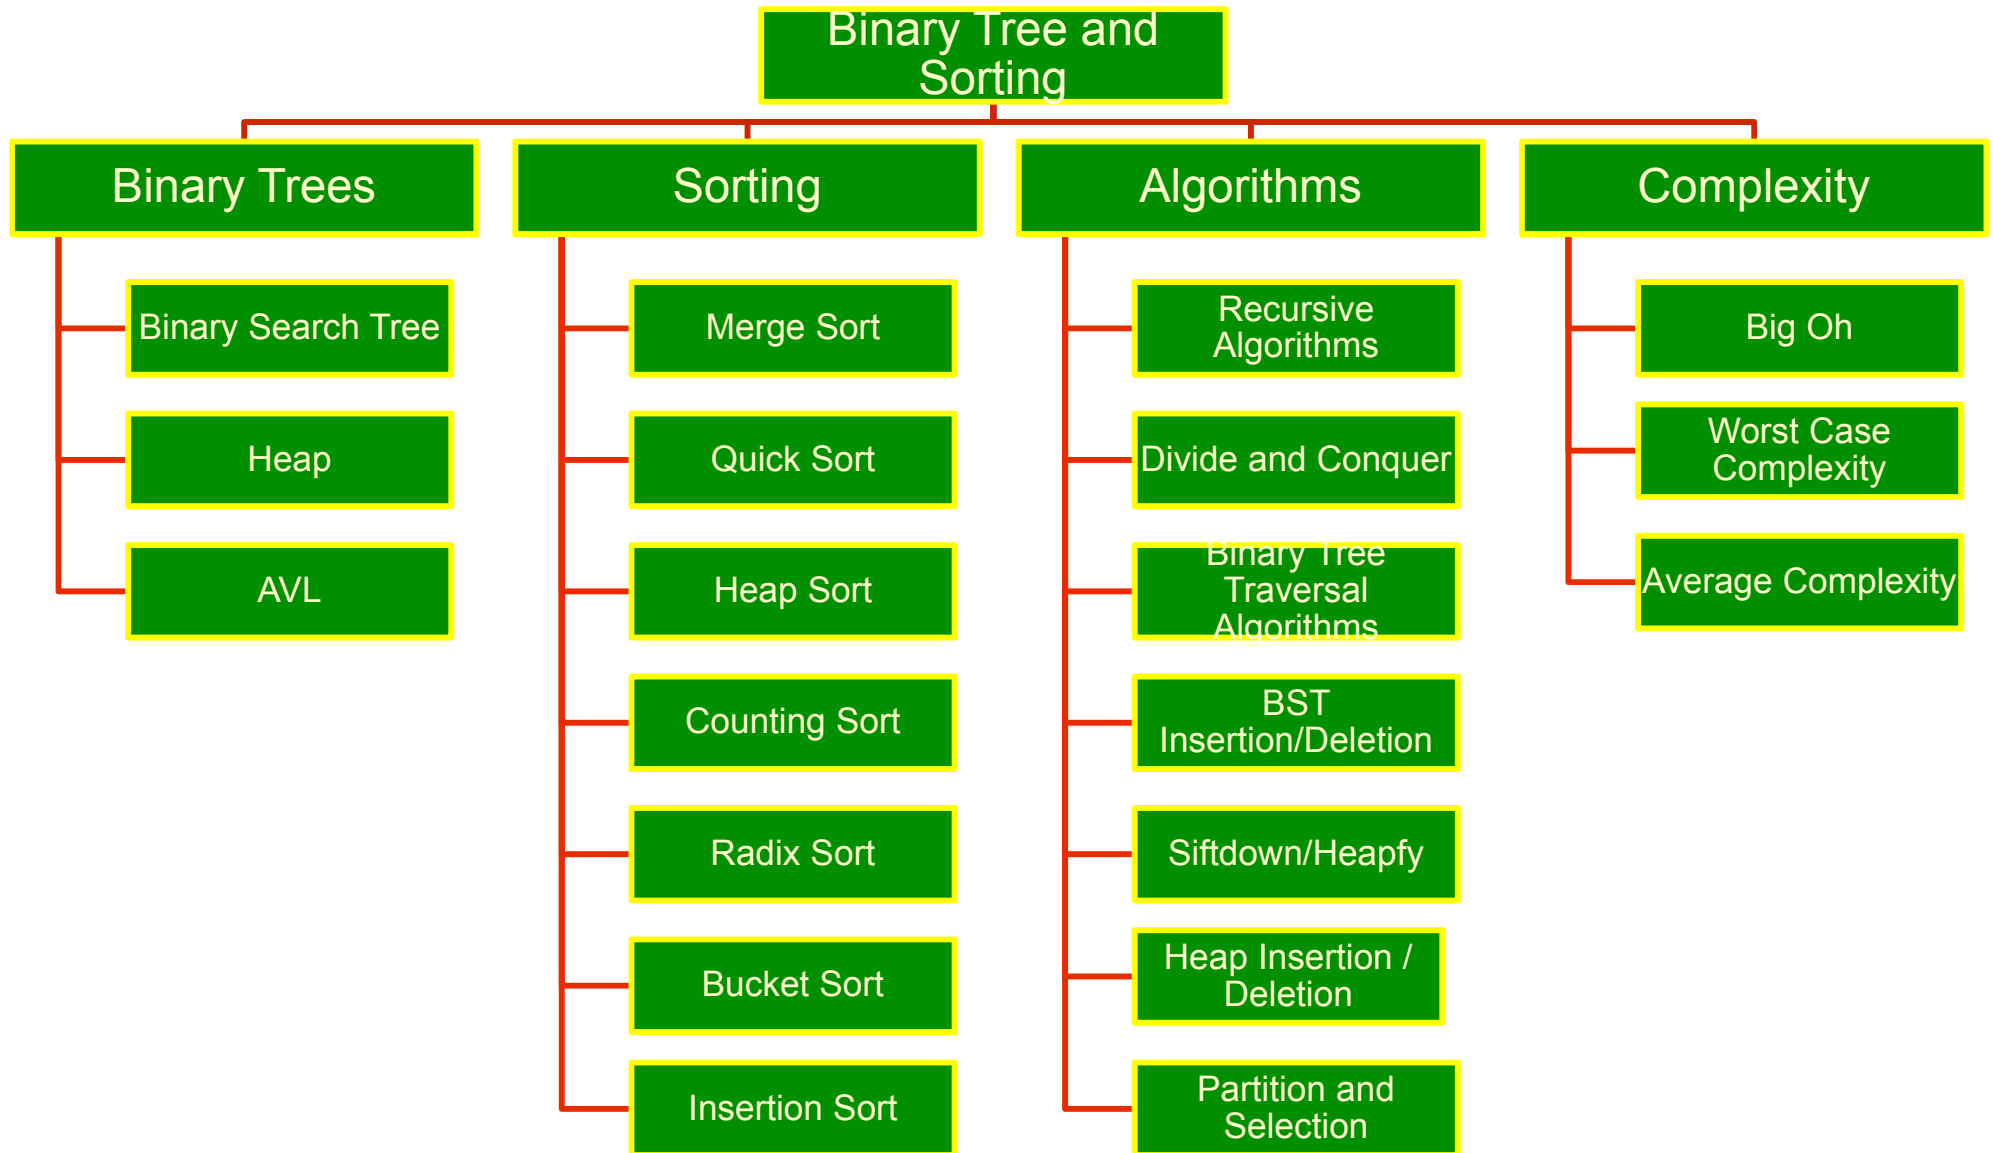 Binary Tree and
Sorting
Binary Trees
Binary Search Tree
Heap
AVL
Sorting
Merge Sort
Quick Sort
Heap Sort
Counting Sort
Radix Sort
Bucket Sort
Insertion Sort
Algorithms
Recursive
Algorithms
Divide and Conquer
Binary Tree
Traversal
Algorithms
BST
Insertion/Deletion
Siftdown/Heapfy
Heap Insertion /
Deletion
Partition and
Selection
Complexity
Big Oh
Worst Case
Complexity
Average Complexity